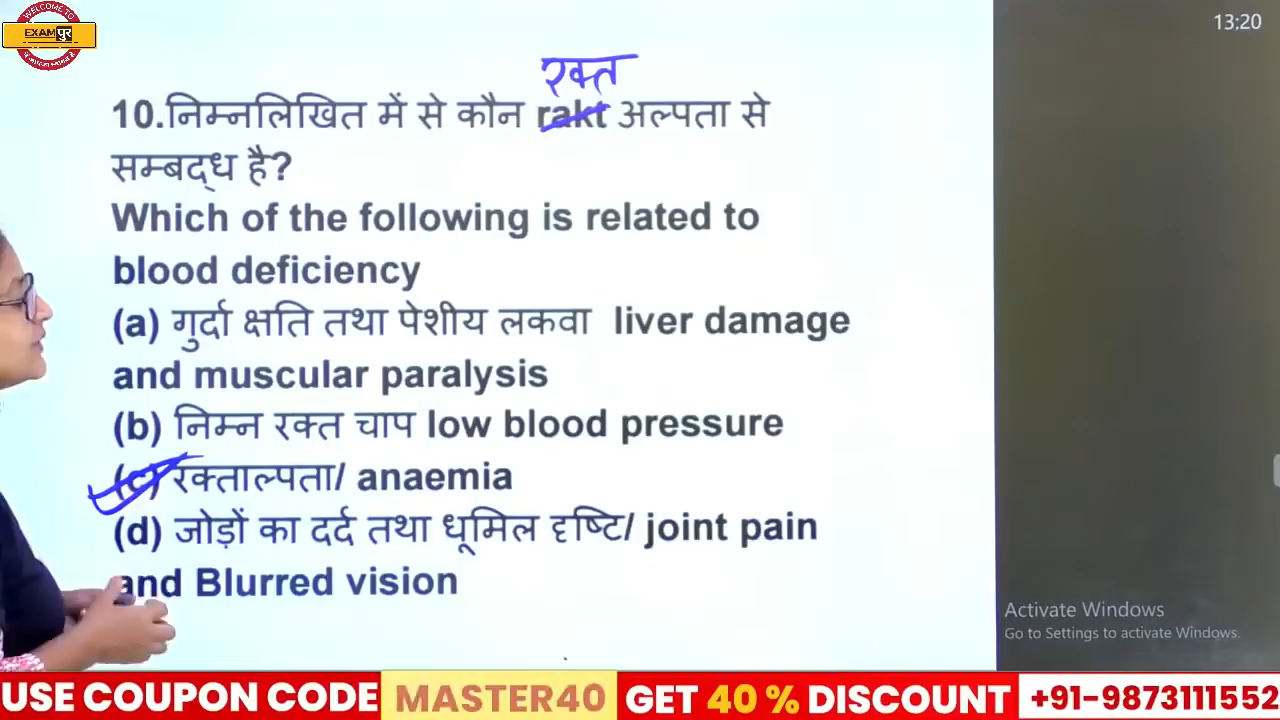 WELCOME TO
EXAMपुर
13:20
रक्त
10.निम्नलिखित में से कौन rakt अल्पता से
सम्बद्ध है?
Which of the following is related to
blood deficiency
(a) गुर्दा क्षति तथा पेशीय लकवा liver damage
and muscular paralysis
(b) निम्न रक्त चाप low blood pressure
(c) रक्ताल्पता/ anaemia
(d) जोड़ों का दर्द तथा धूमिल दृष्टि/ joint pain
and Blurred vision
Activate Windows
Go to Settings to activate Windows.
USE COUPON CODE MASTER40 GET 40 % DISCOUNT +91-9873111552